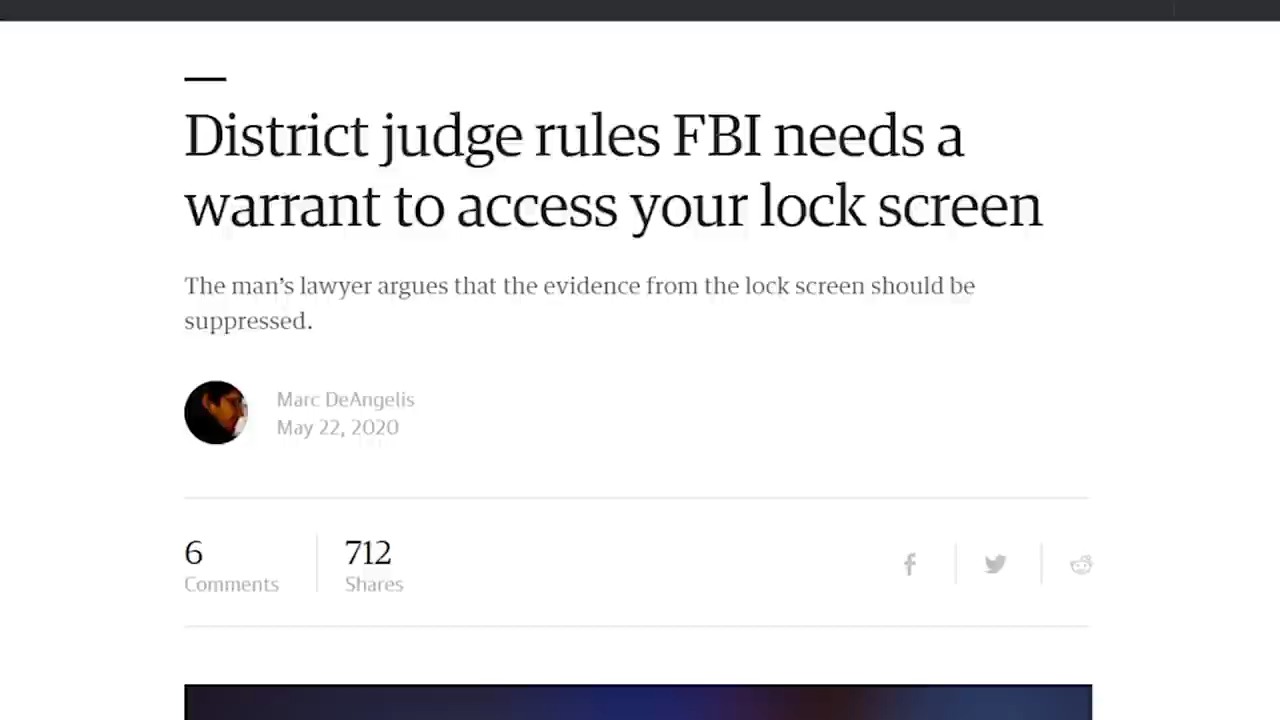 District judge rules FBI needs a
warrant to access your lock screen
The man's lawyer argues that the evidence from the lock screen should be
suppressed.
Marc DeAngelis
May 22, 2020
6
Comments
712
Shares